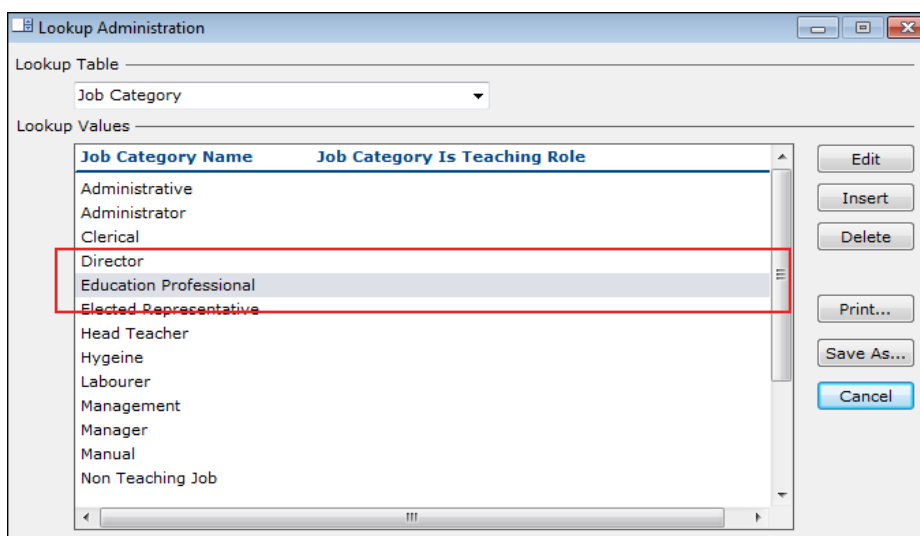 Lookup Administration
Lookup Table
Job Category
Lookup Values
Job Category Name Job Category Is Teaching Role
Administrative
Administrator
Clerical
Director
Education Professional
Elected Representative
Head Teacher
Hygeine
Labourer
Management
Manager
Manual
Non Teaching Job
Edit
Insert
Delete
Print...
Save As...
Cancel